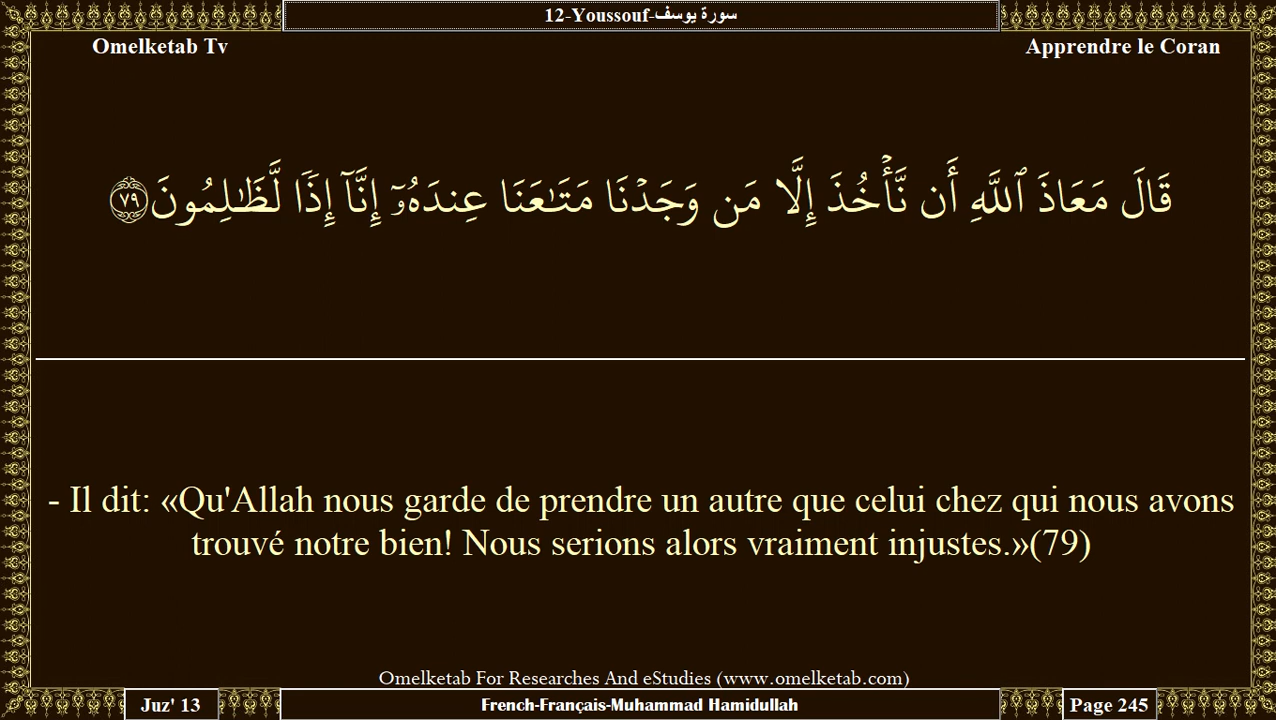 12-Youssouf-سورة يوسف
Omelketab Tv
Apprendre le Coran
قَالَ مَعَاذَ ٱللَّهِ أَن نَّأۡخُذَ إِلَّا مَن وَجَدۡنَا مَتَٰعَنَا عِندَهُۥٓ إِنَّآ إِذٗا لَّظَٰلِمُونَ ٧٩
- Il dit: «Qu'Allah nous garde de prendre un autre que celui chez qui nous avons
trouvé notre bien! Nous serions alors vraiment injustes.»(79)
Omelketab For Researches And eStudies (www.omelketab.com)
Juz' 13
French-Français-Muhammad Hamidullah
Page 245